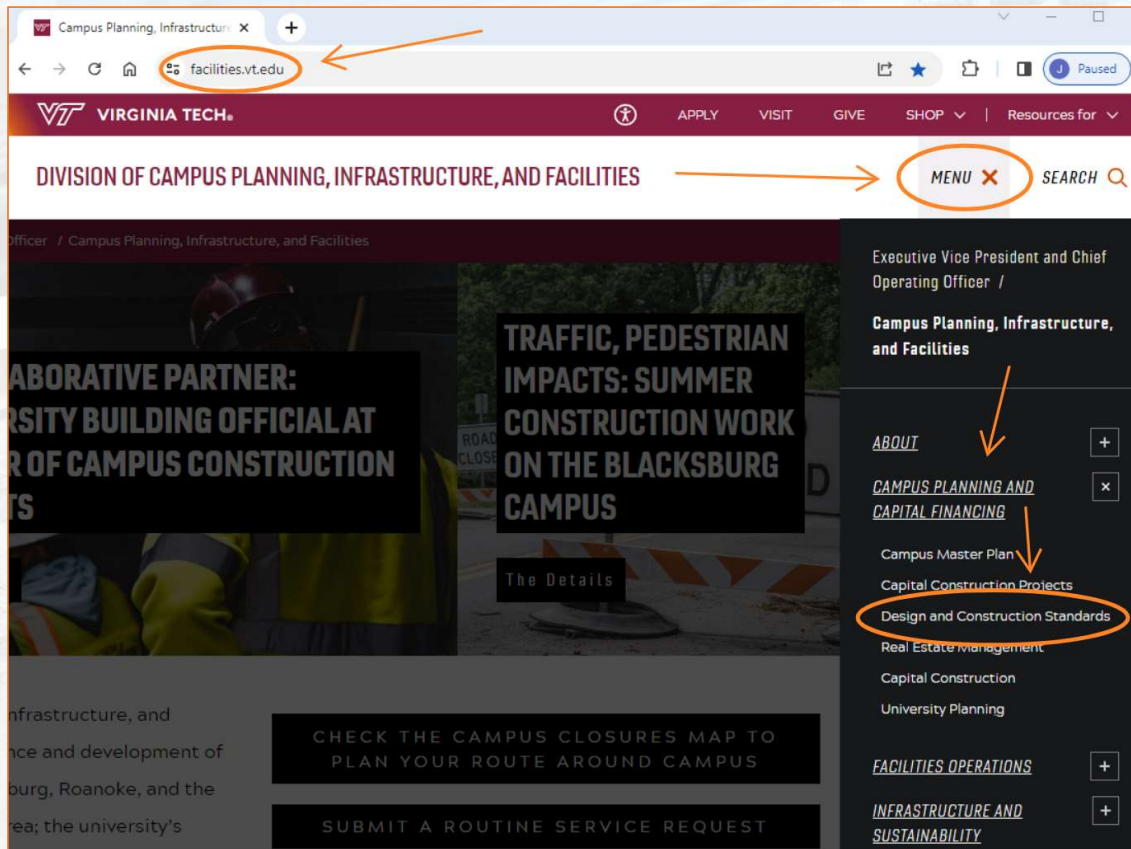 Campus Planning, Infrastructur
facilities.vt.edu
J Paused
VT VIRGINIA TECH®
APPLY VISIT GIVE SHOP | Resources for
DIVISION OF CAMPUS PLANNING, INFRASTRUCTURE, AND FACILITIES
MENU SEARCH
Officer / Campus Planning, Infrastructure, and Facilities
ABORATIVE PARTNER:
RSITY BUILDING OFFICIAL AT
R OF CAMPUS CONSTRUCTION
TS
TRAFFIC, PEDESTRIAN
IMPACTS: SUMMER
CONSTRUCTION WORK
ON THE BLACKSBURG
CAMPUS
The Details
ROAD
CLOSE
D
nfrastructure, and
nce and development of
burg, Roanoke, and the
rea; the university's
CHECK THE CAMPUS CLOSURES MAP TO
PLAN YOUR ROUTE AROUND CAMPUS
SUBMIT A ROUTINE SERVICE REQUEST
Executive Vice President and Chief
Operating Officer /
Campus Planning, Infrastructure,
and Facilities
ABOUT
CAMPUS PLANNING AND
CAPITAL FINANCING
Campus Master Plan
Capital Construction Projects
Design and Construction Standards
Real Estate Management
Capital Construction
University Planning
FACILITIES OPERATIONS
INFRASTRUCTURE AND
SUSTAINABILITY